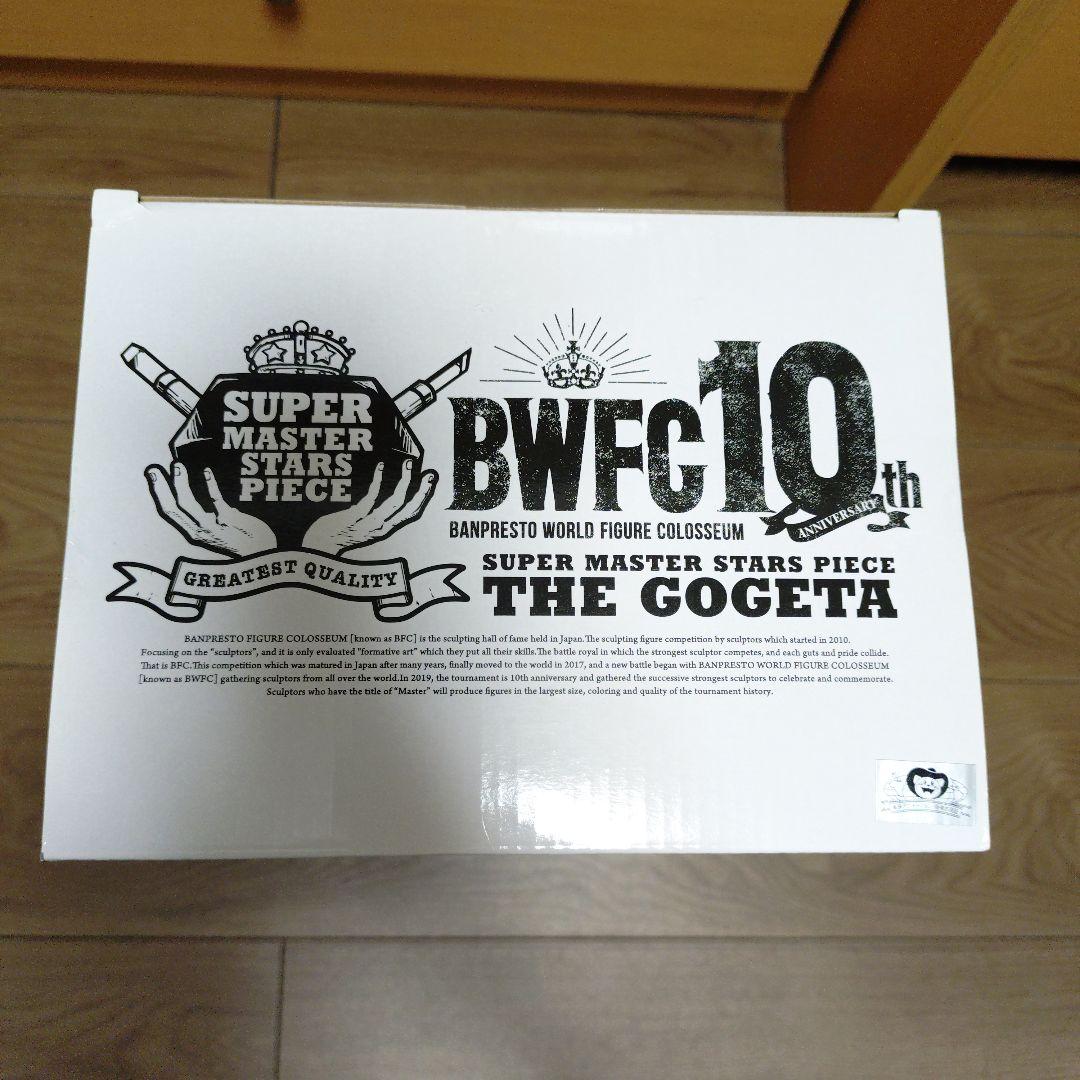 SUPER
MASTER
STARS
PIECE
GREATEST QUALITY
BWFC 10th
ANNIVERSARY
BANPRESTO WORLD FIGURE COLOSSEUM
SUPER MASTER STARS PIECE
THE GOGETA
BANPRESTO FIGURE COLOSSEUM [known as BFC] is the sculpting hall of fame held in Japan.The sculpting figure competition by sculptors which started in 2010.
Focusing on the "sculptors", and it is only evaluated "formative art" which they put all their skills.The battle royal in which the strongest sculptor competes, and each guts and pride collide.
That is BFC.This competition which was matured in Japan after many years, finally moved to the world in 2017, and a new battle began with BANPRESTO WORLD FIGURE COLOSSEUM
[known as BWFC] gathering sculptors from all over the world.In 2019, the tournament is 10th anniversary and gathered the successive strongest sculptors to celebrate and commemorate.
Sculptors who have the title of "Master" will produce figures in the largest size, coloring and quality of the tournament history.